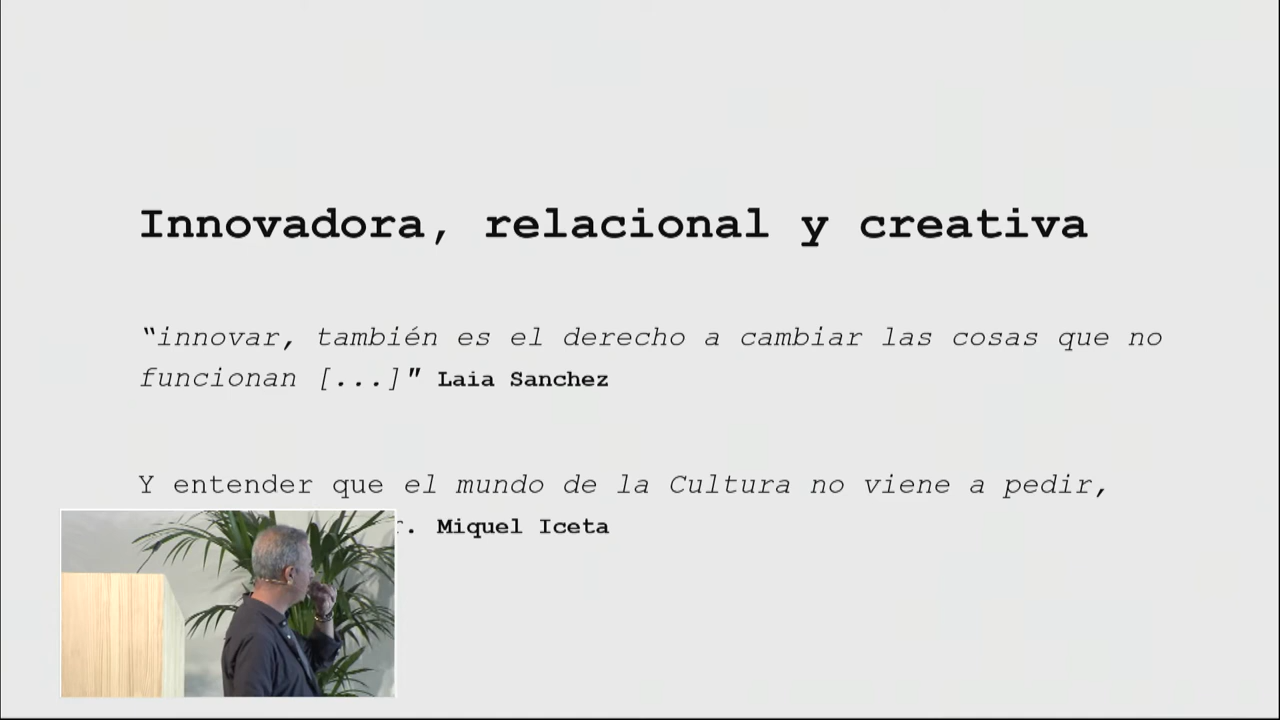 Innovadora, relacional y creativa
“innovar, también es el derecho a cambiar las cosas que no
funcionan [...]" Laia Sanchez
Y entender que el mundo de la Cultura no viene a pedir,
Miquel Iceta